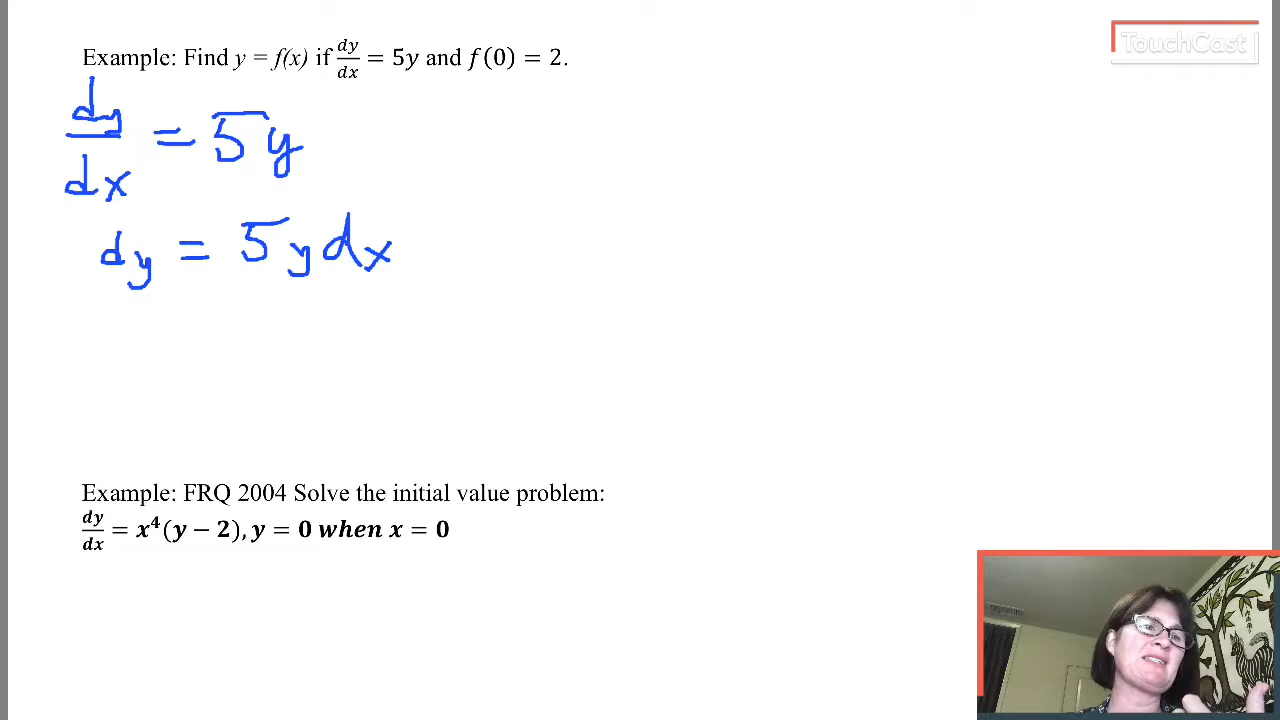 Example: Find y = f(x) if dy/dx = 5y and f(0) = 2.
TouchCast
dy/dx = 5y
dy = 5y dx
Example: FRQ 2004 Solve the initial value problem:
dy/dx = x⁴(y − 2), y = 0 when x = 0